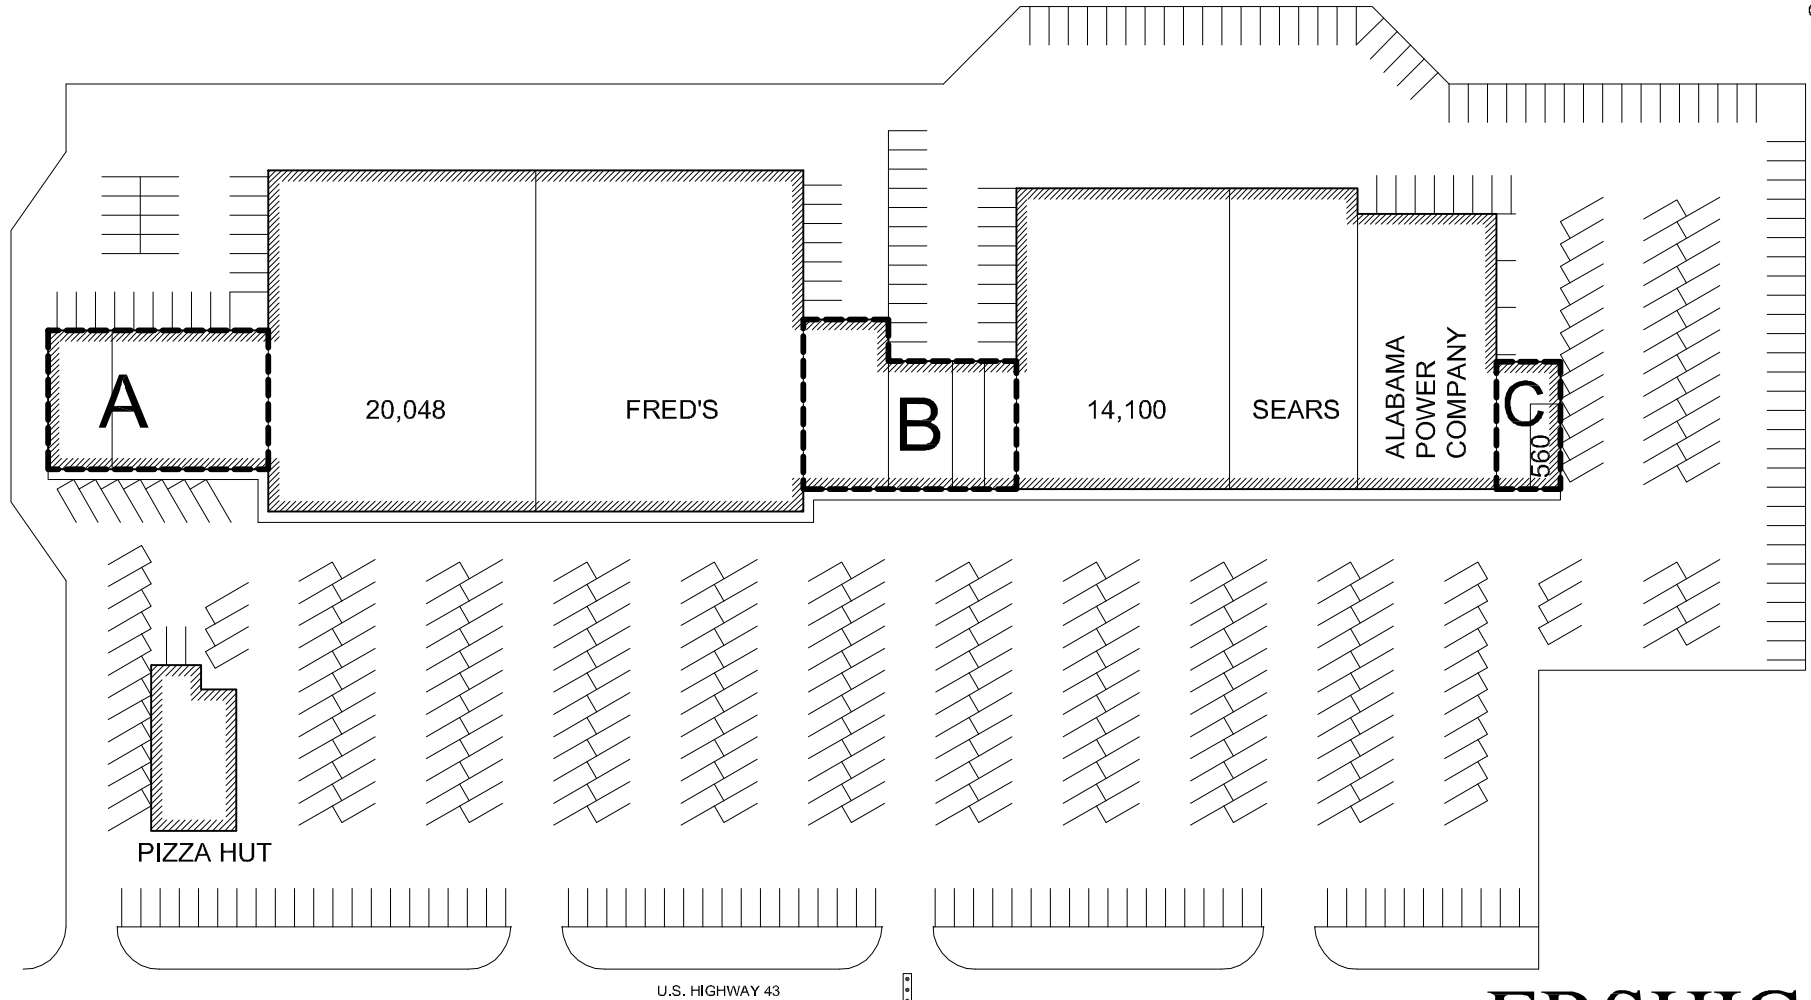 A
20,048
FRED'S
B
14,100
SEARS
ALABAMA
POWER
COMPANY
C
560
PIZZA HUT
U.S. HIGHWAY 43